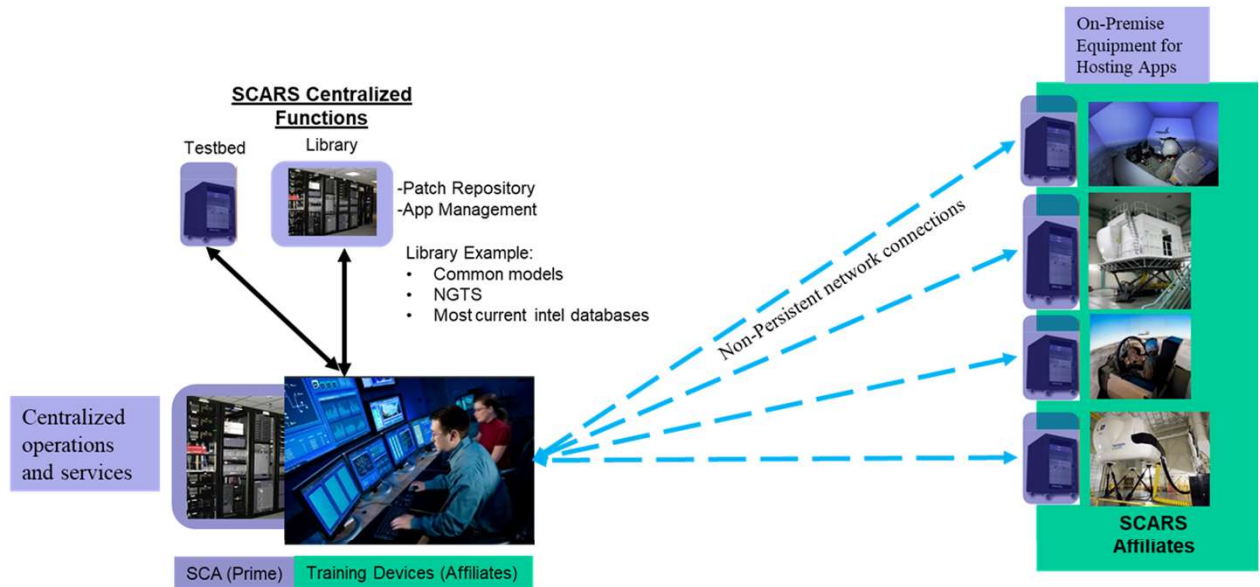 SCARS Centralized
Functions
Testbed
Library
-Patch Repository
-App Management
Library Example:
• Common models
• NGTS
• Most current intel databases
Centralized
operations
and services
SCA (Prime)
Training Devices (Affiliates)
Non-Persistent network connections
On-Premise
Equipment for
Hosting Apps
SCARS
Affiliates